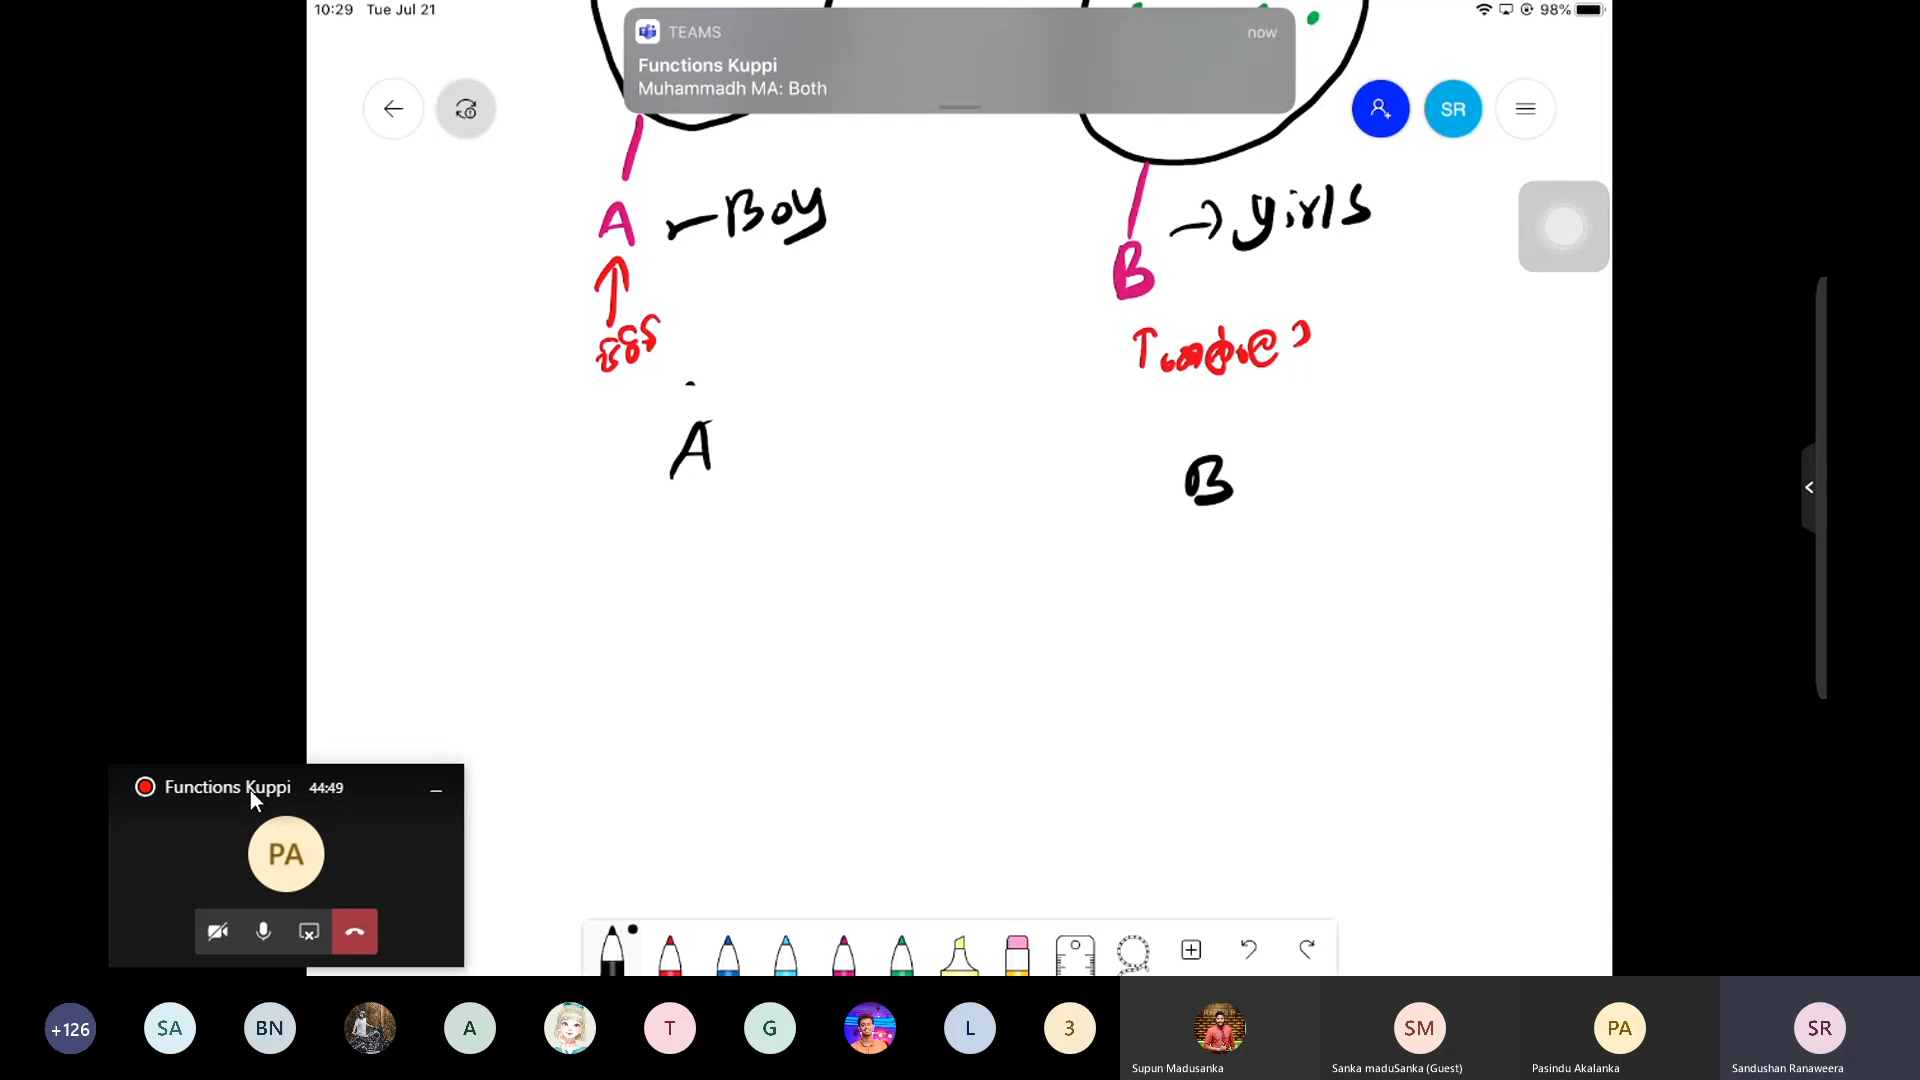 10:29 Tue Jul 21
98%
TEAMS
now
Functions Kuppi
Muhammadh MA: Both
SR
A
Boy
B
→ girls
A
B
Functions Kuppi 44:49
PA
+126
SA
BN
A
T
G
L
3
SM
PA
SR
Supun Madusanka
Sanka maduSanka (Guest)
Pasindu Akalanka
Sandushan Ranaweera